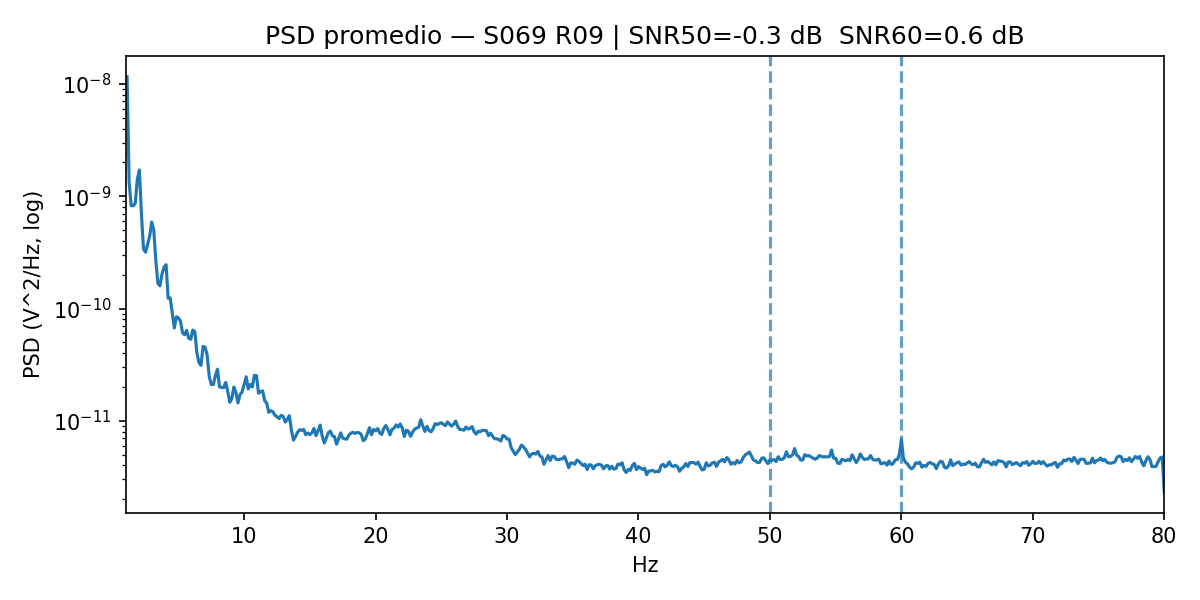 PSD promedio — S069 R09 | SNR50=-0.3 dB  SNR60=0.6 dB
PSD (V^2/Hz, log)
10⁻⁸
10⁻⁹
10⁻¹⁰
10⁻¹¹
10 20 30 40 50 60 70 80
Hz